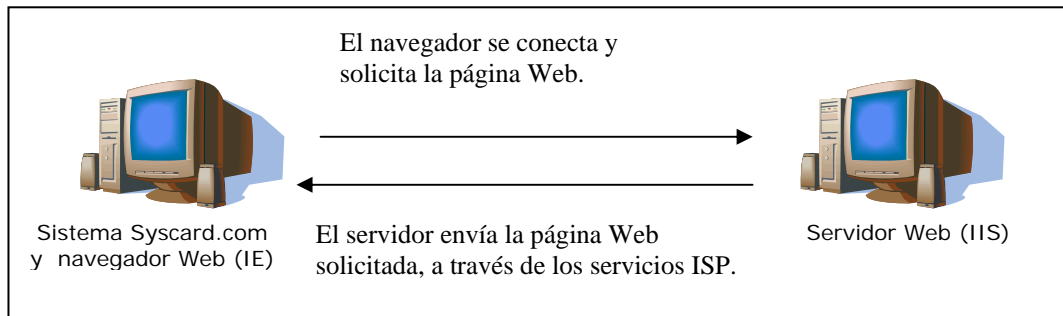 El navegador se conecta y
solicita la página Web.
El servidor envía la página Web
solicitada, a través de los servicios ISP.
Sistema Syscard.com
y navegador Web (IE)
Servidor Web (IIS)